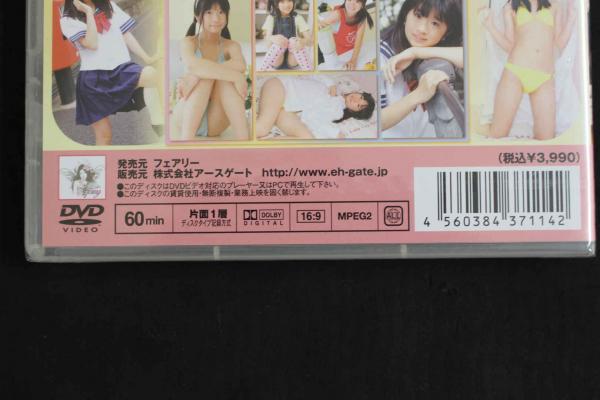 (税込¥3,990)
発売元 フェアリー
販売元 株式会社アースゲート http://www.eh-gate.jp
●このディスクはDVDビデオ対応のプレーヤー又はPCで再生して下さい。
●このディスクの賃貸使用・無断複製・業務上映を固く禁じます。
DVD
VIDEO
60min
片面1層
ディスクタイプ記録方式
DOLBY
DIGITAL
16:9
MPEG2
ALL
4 560384 371142